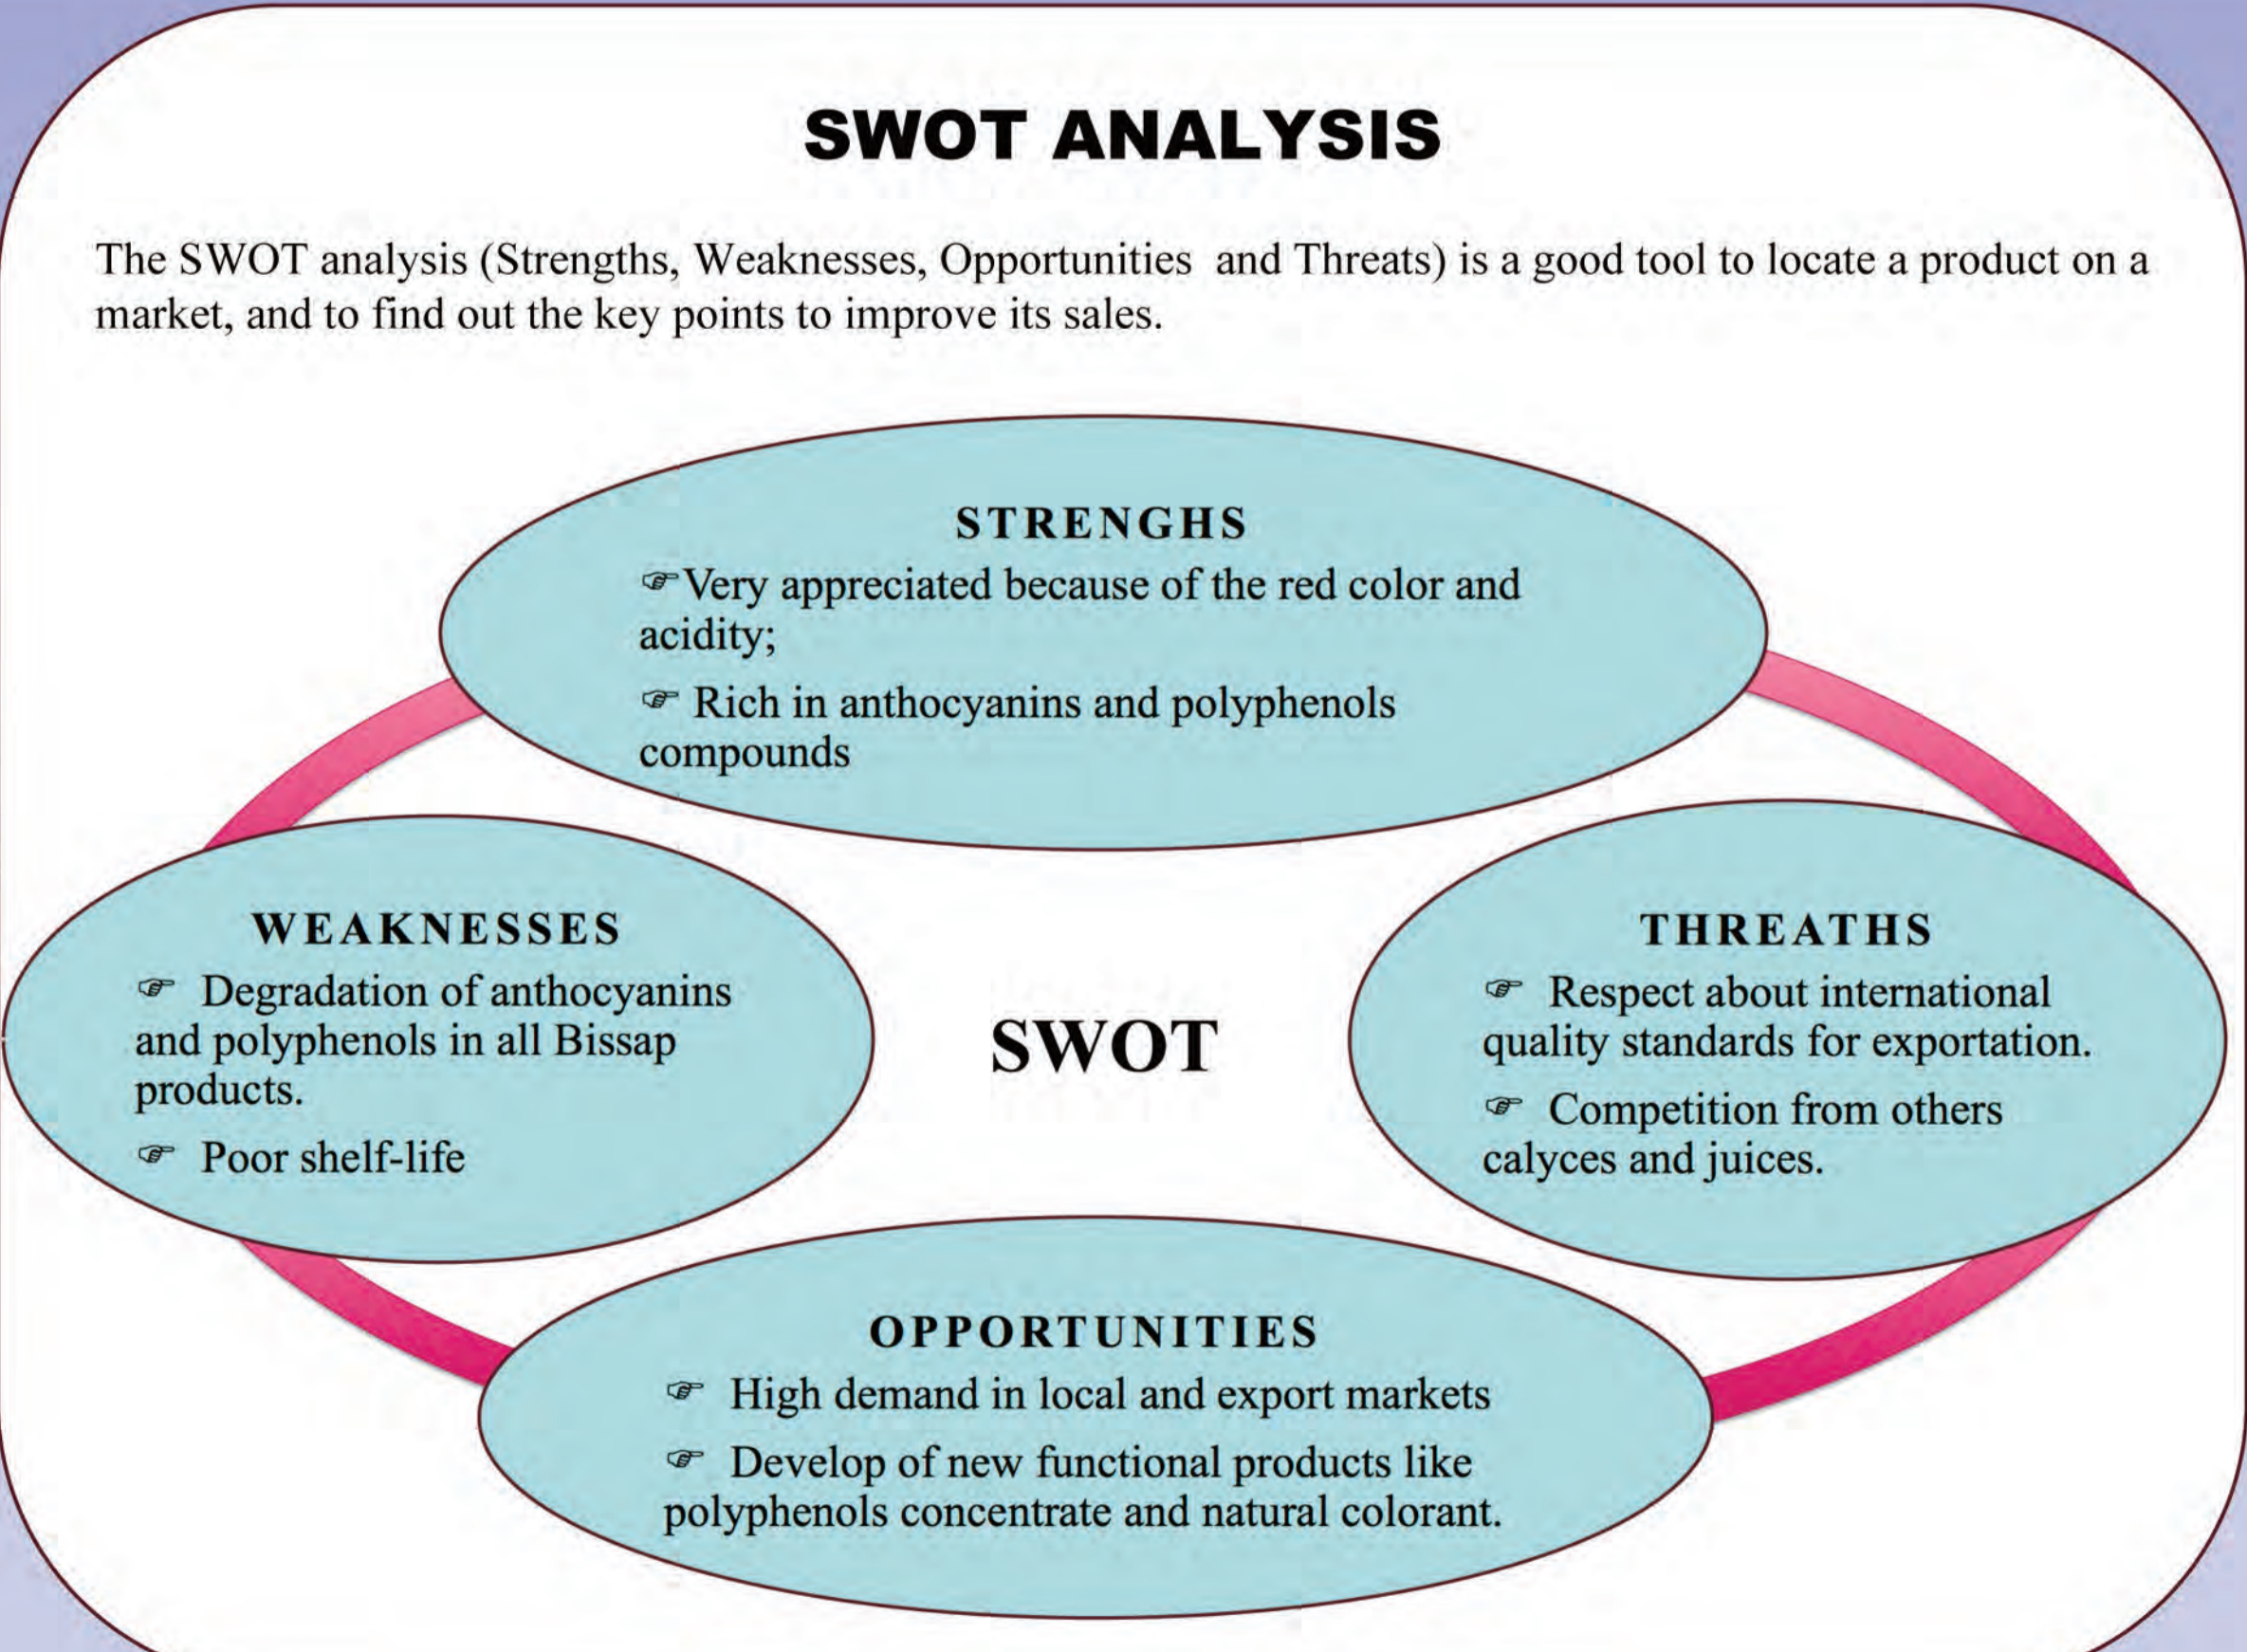 SWOT ANALYSIS
The SWOT analysis (Strengths, Weaknesses, Opportunities and Threats) is a good tool to locate a product on a
market, and to find out the key points to improve its sales.
STRENGHS
☞Very appreciated because of the red color and
acidity;
☞ Rich in anthocyanins and polyphenols
compounds
WEAKNESSES
☞ Degradation of anthocyanins
and polyphenols in all Bissap
products.
☞ Poor shelf-life
SWOT
THREATHS
☞ Respect about international
quality standards for exportation.
☞ Competition from others
calyces and juices.
OPPORTUNITIES
☞ High demand in local and export markets
☞ Develop of new functional products like
polyphenols concentrate and natural colorant.